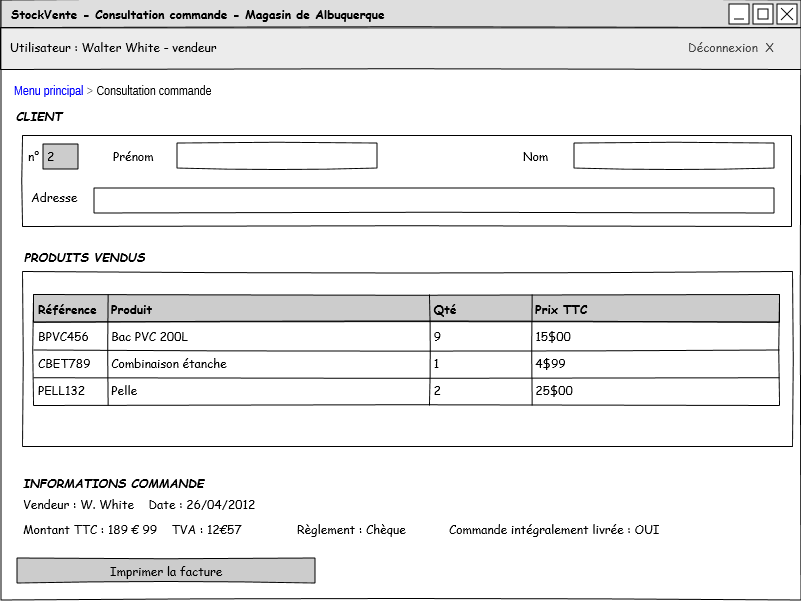 StockVente - Consultation commande - Magasin de Albuquerque
Utilisateur : Walter White - vendeur Déconnexion X
Menu principal > Consultation commande
CLIENT
n° 2 Prénom Nom
Adresse
PRODUITS VENDUS
Référence Produit Qté Prix TTC
BPVC456 Bac PVC 200L 9 15$00
CBET789 Combinaison étanche 1 4$99
PELL132 Pelle 2 25$00
INFORMATIONS COMMANDE
Vendeur : W. White Date : 26/04/2012
Montant TTC : 189 € 99 TVA : 12€57 Règlement : Chèque Commande intégralement livrée : OUI
Imprimer la facture